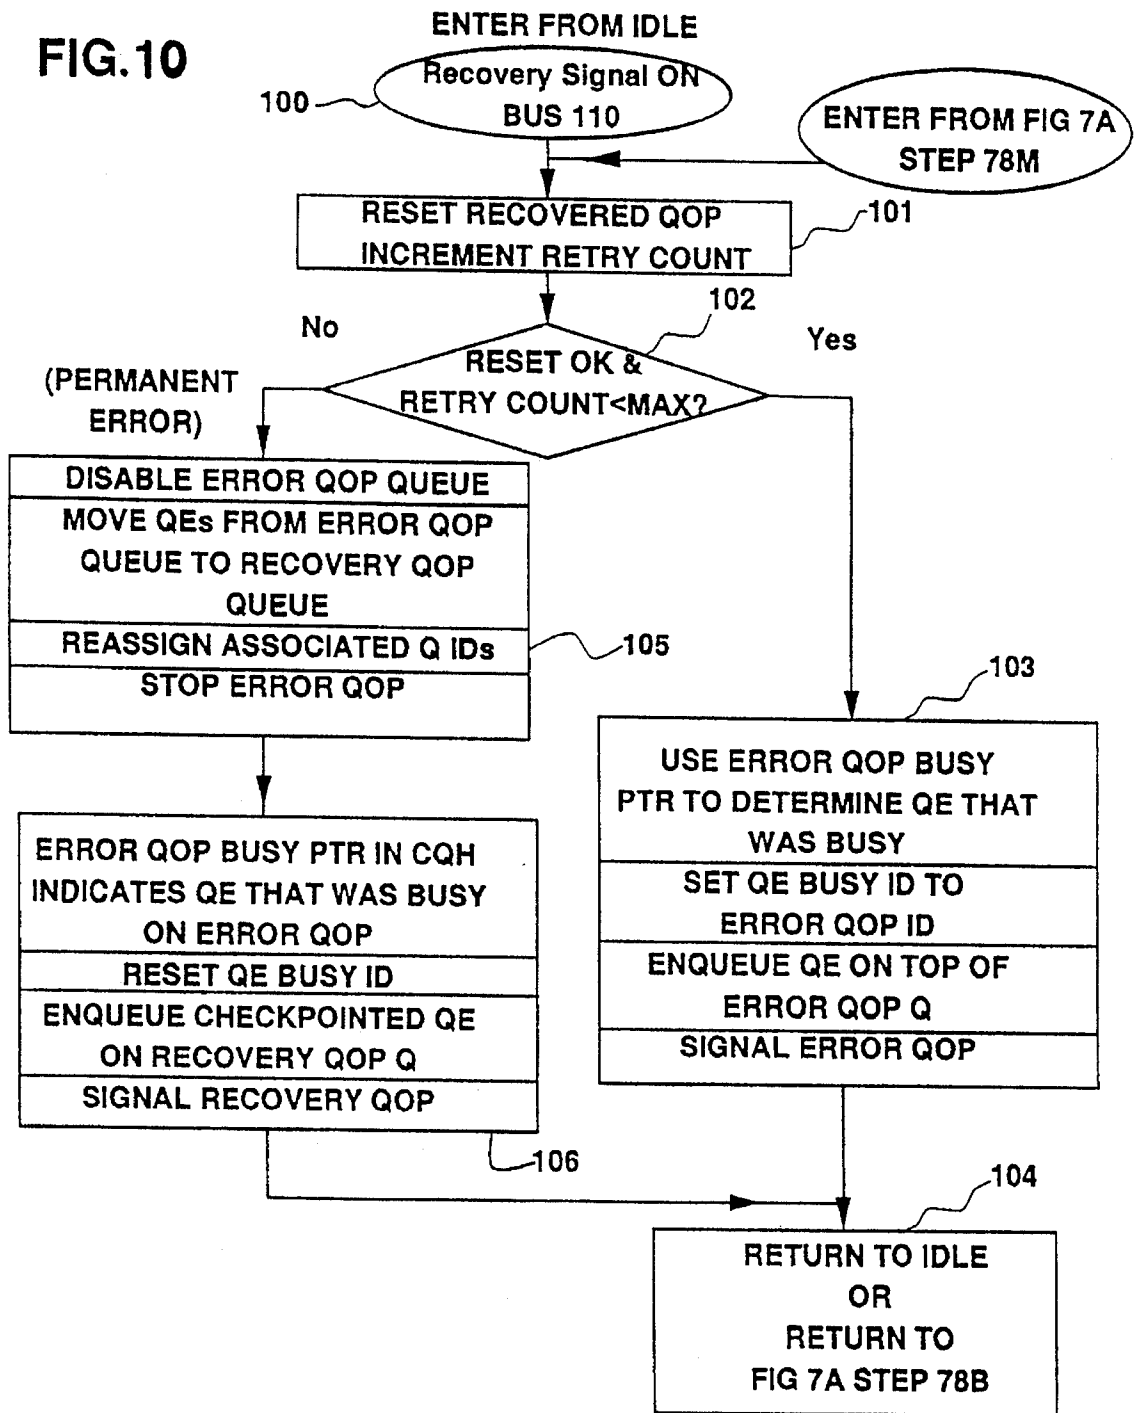 FIG.10
ENTER FROM IDLE
Recovery Signal ON
BUS 110
100
ENTER FROM FIG 7A
STEP 78M
RESET RECOVERED QOP
INCREMENT RETRY COUNT
101
102
No
Yes
RESET OK &
RETRY COUNT<MAX?
(PERMANENT
ERROR)
DISABLE ERROR QOP QUEUE
MOVE QEs FROM ERROR QOP
QUEUE TO RECOVERY QOP
QUEUE
REASSIGN ASSOCIATED Q IDs
STOP ERROR QOP
105
103
USE ERROR QOP BUSY
PTR TO DETERMINE QE THAT
WAS BUSY
SET QE BUSY ID TO
ERROR QOP ID
ENQUEUE QE ON TOP OF
ERROR QOP Q
SIGNAL ERROR QOP
ERROR QOP BUSY PTR IN CQH
INDICATES QE THAT WAS BUSY
ON ERROR QOP
RESET QE BUSY ID
ENQUEUE CHECKPOINTED QE
ON RECOVERY QOP Q
SIGNAL RECOVERY QOP
106
104
RETURN TO IDLE
OR
RETURN TO
FIG 7A STEP 78B